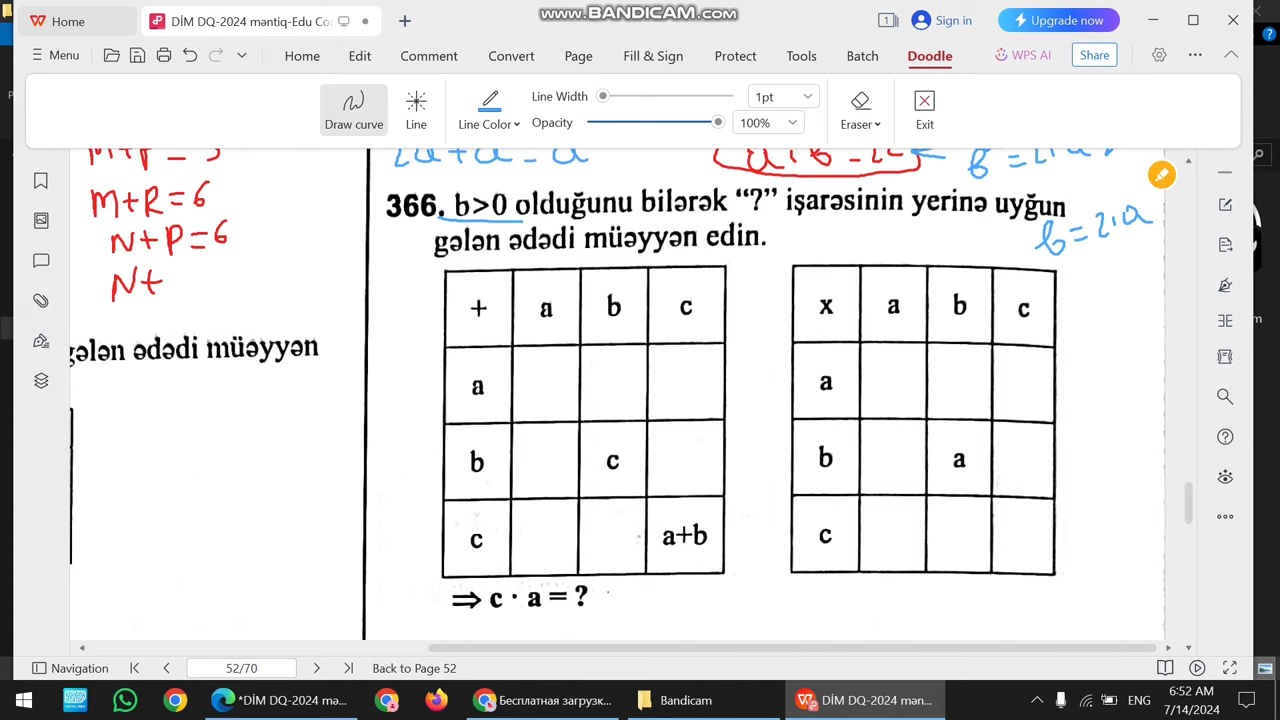 www.BANDICAM.com
Home
DİM DQ-2024 məntiq-Edu Co
Sign in
Upgrade now
Menu
Home Edit Comment Convert Page Fill & Sign Protect Tools Batch Doodle WPS AI Share
Draw curve
Line
Line Color
Line Width 1pt
Opacity 100%
Eraser
Exit
M+R = 6
N+P = 6
N+
gələn ədədi müəyyən
366. b>0 olduğunu bilərək “?” işarəsinin yerinə uyğun
gələn ədədi müəyyən edin.
b = 2·a
+ a b c
a
b c
c a+b
x a b c
a
b a
c
⇒ c · a = ?
Navigation 52/70 Back to Page 52
*DİM DQ-2024 mə... Бесплатная загрузк... Bandicam DİM DQ-2024 mən...
ENG
6:52 AM
7/14/2024